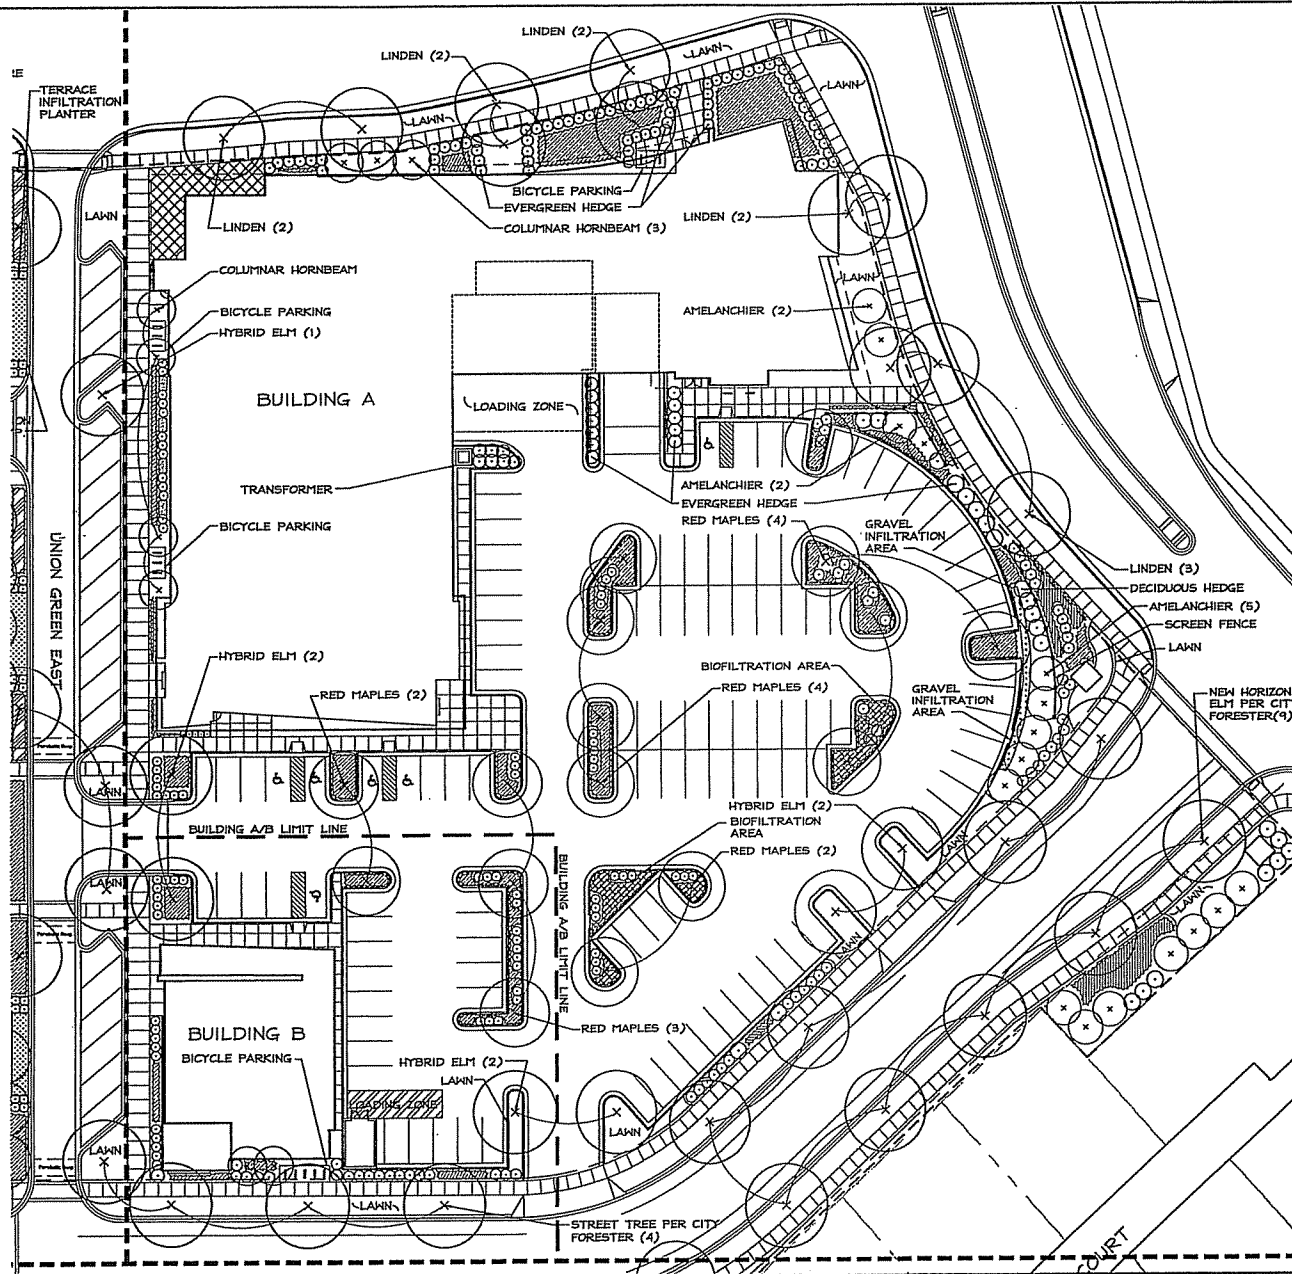 LINDEN (2)
LINDEN (2)
LAWN
LAWN
LAWN
TERRACE
INFILTRATION
PLANTER
BICYCLE PARKING
EVERGREEN HEDGE
COLUMNAR HORNBEAM (3)
LINDEN (2)
LAWN
LINDEN (2)
COLUMNAR HORNBEAM
BICYCLE PARKING
HYBRID ELM (1)
LAWN
AMELANCHIER (2)
BUILDING A
LOADING ZONE
TRANSFORMER
BICYCLE PARKING
AMELANCHIER (2)
EVERGREEN HEDGE
RED MAPLES (4)
GRAVEL
INFILTRATION
AREA
UNION GREEN EAST
LINDEN (3)
DECIDUOUS HEDGE
AMELANCHIER (5)
SCREEN FENCE
LAWN
HYBRID ELM (2)
RED MAPLES (2)
BIOFILTRATION AREA
RED MAPLES (4)
GRAVEL
INFILTRATION
AREA
NEW HORIZON
ELM PER CIT
FORESTER(9)
LAWN
BUILDING A/B LIMIT LINE
HYBRID ELM (2)
BIOFILTRATION
AREA
RED MAPLES (2)
LAWN
LAWN
BUILDING A/B LIMIT LINE
LAWN
LAWN
BUILDING B
BICYCLE PARKING
RED MAPLES (3)
HYBRID ELM (2)
LAWN
LOADING ZONE
LAWN
LAWN
LAWN
STREET TREE PER CITY
FORESTER (4)
COURT